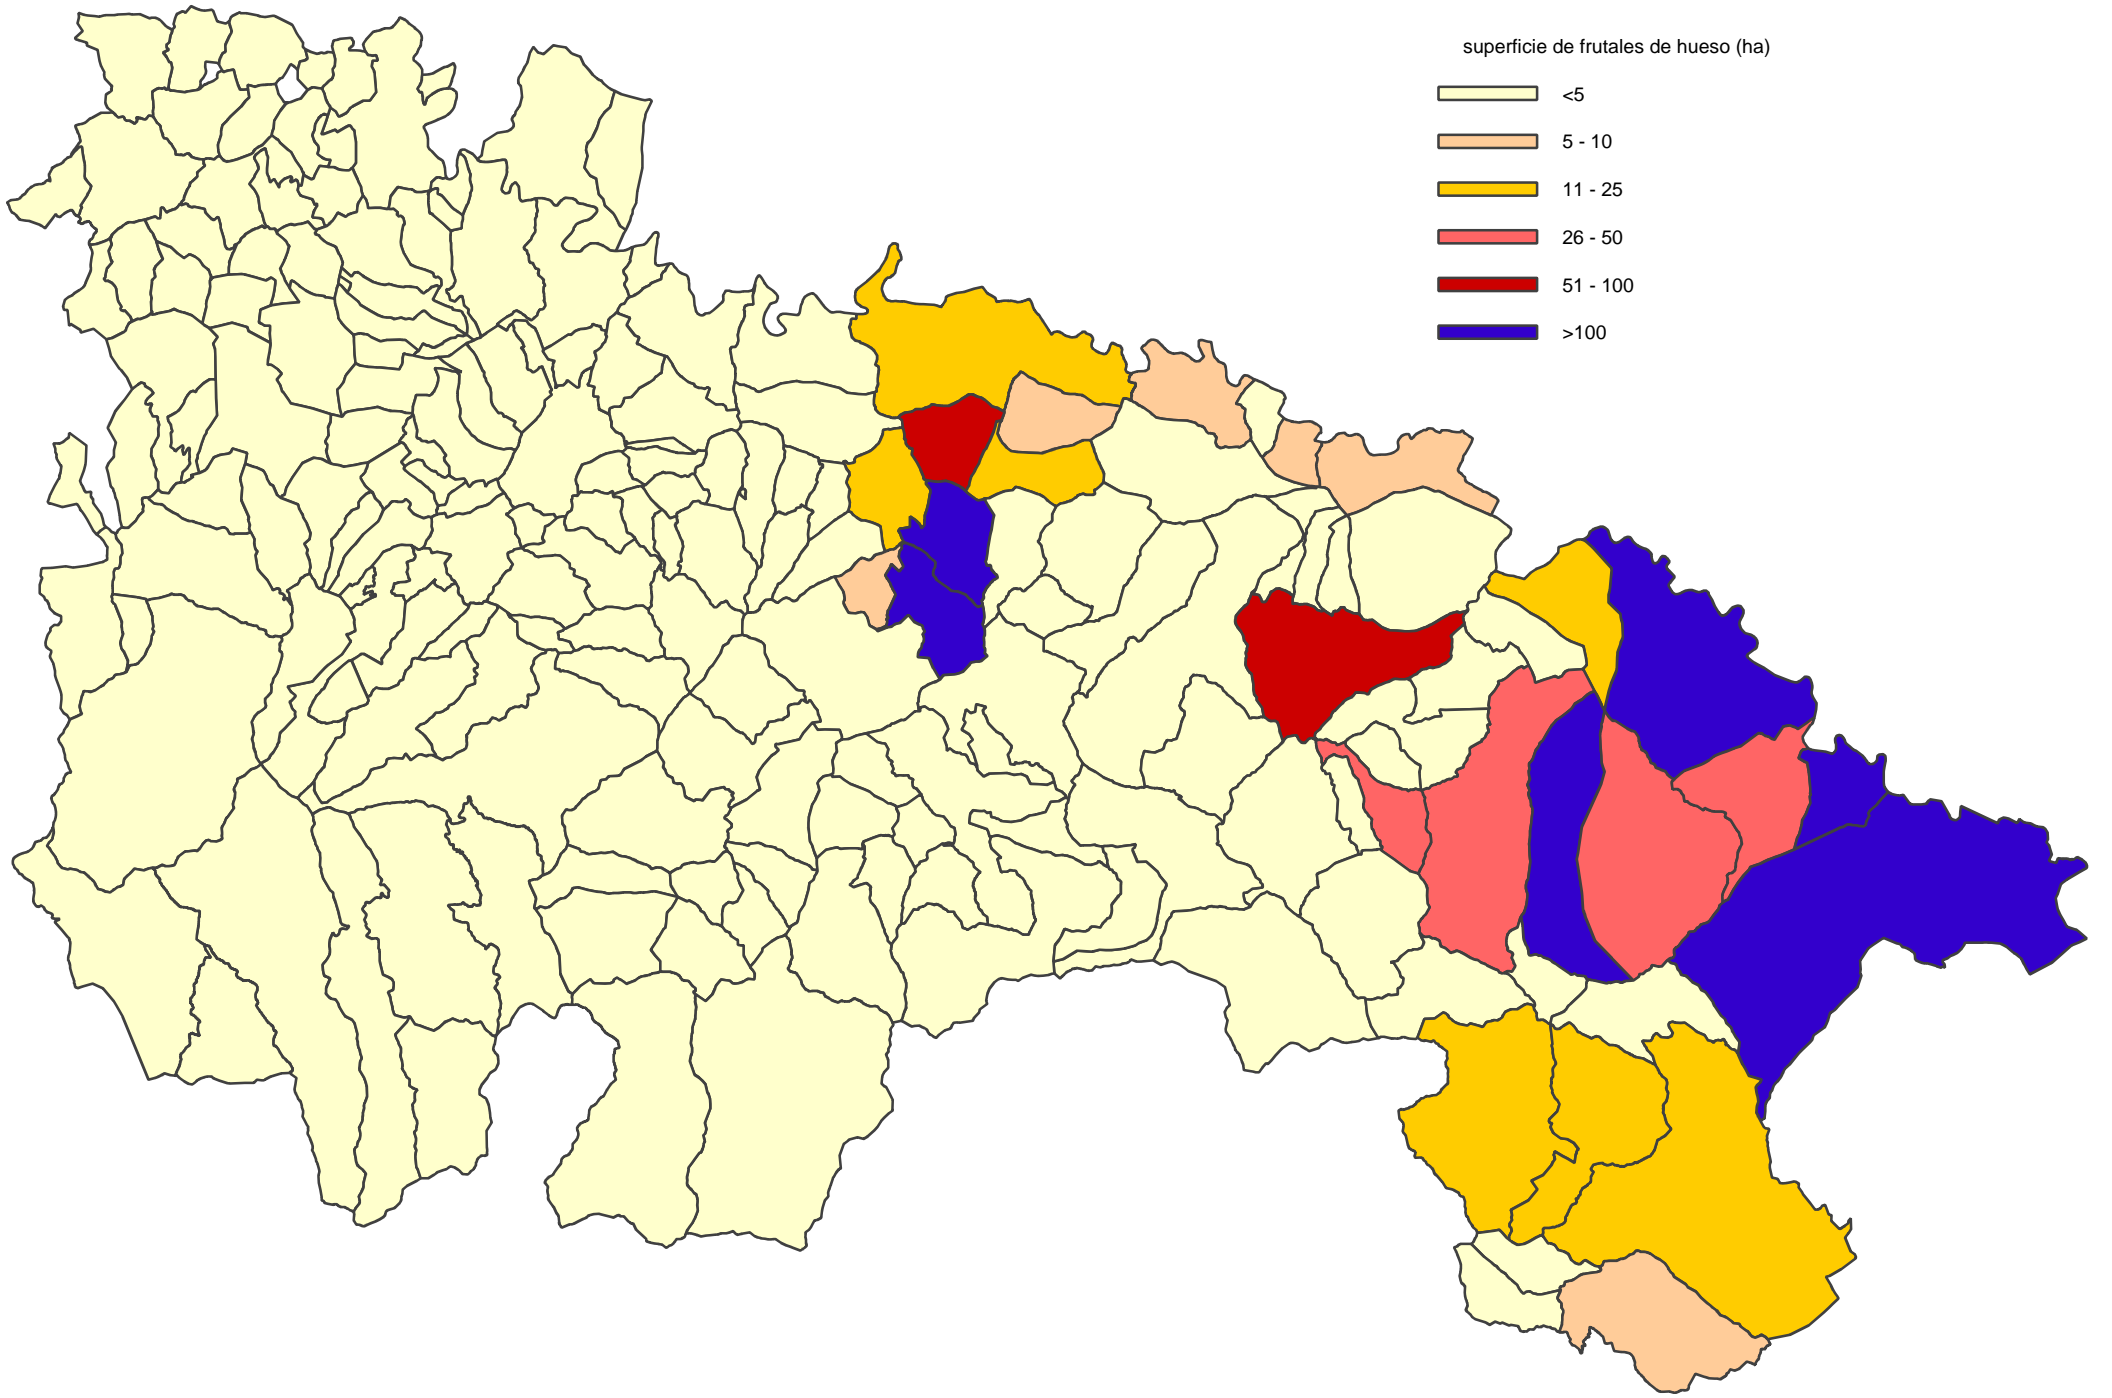 superficie de frutales de hueso (ha)
<5
5 - 10
11 - 25
26 - 50
51 - 100
>100